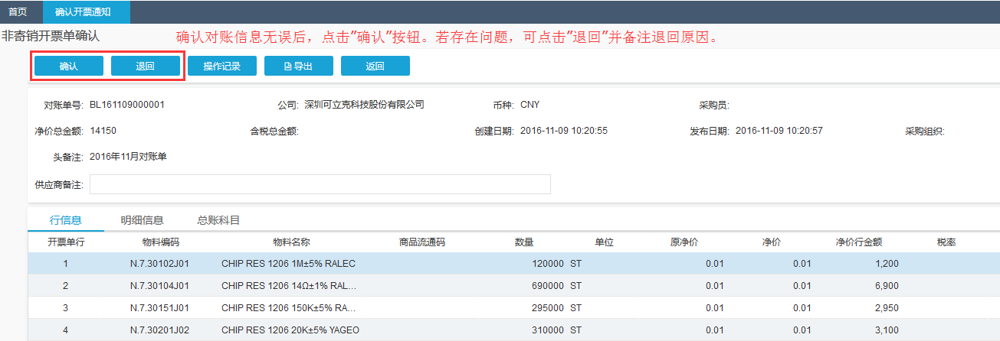 首页 确认开票通知
非寄销开票单确认 确认对账信息无误后，点击"确认"按钮。若存在问题，可点击"退回"并备注退回原因。
确认 退回 操作记录 导出 返回
对账单号: BL161109000001 公司: 深圳可立克科技股份有限公司 币种: CNY 采购员:
净价总金额: 14150 含税总金额: 创建日期: 2016-11-09 10:20:55 发布日期: 2016-11-09 10:20:57 采购组织:
头备注: 2016年11月对账单
供应商备注:
行信息 明细信息 总账科目
开票单行 物料编码 物料名称 商品流通码 数量 单位 原净价 净价 净价行金额 税率
1 N.7.30102J01 CHIP RES 1206 1M±5% RALEC 120000 ST 0.01 0.01 1,200
2 N.7.30104J01 CHIP RES 1206 14Ω±1% RAL... 690000 ST 0.01 0.01 6,900
3 N.7.30151J01 CHIP RES 1206 150K±5% RA... 295000 ST 0.01 0.01 2,950
4 N.7.30201J02 CHIP RES 1206 20K±5% YAGEO 310000 ST 0.01 0.01 3,100